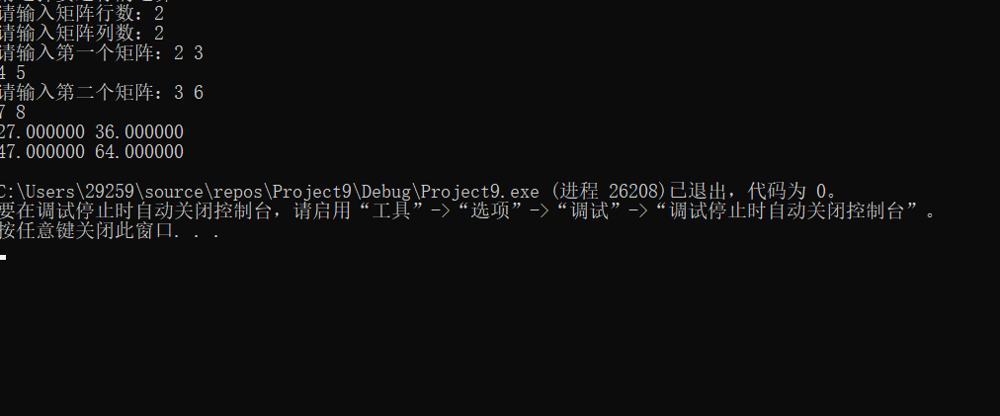 请输入矩阵行数：2
请输入矩阵列数：2
请输入第一个矩阵：2 3
4 5
请输入第二个矩阵：3 6
7 8
27.000000 36.000000
47.000000 64.000000
C:\Users\29259\source\repos\Project9\Debug\Project9.exe (进程 26208)已退出，代码为 0。
要在调试停止时自动关闭控制台，请启用“工具”->“选项”->“调试”->“调试停止时自动关闭控制台”。
按任意键关闭此窗口. . .